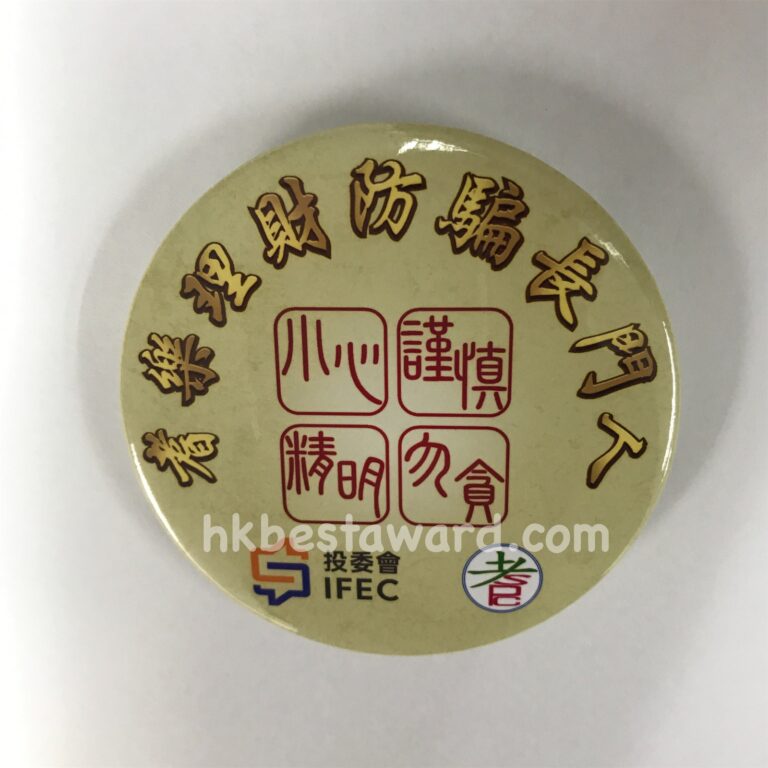 耆樂理財防騙長門人
小心 謹慎
精明 勿貪
hkbestaward.com
投委會
IFEC